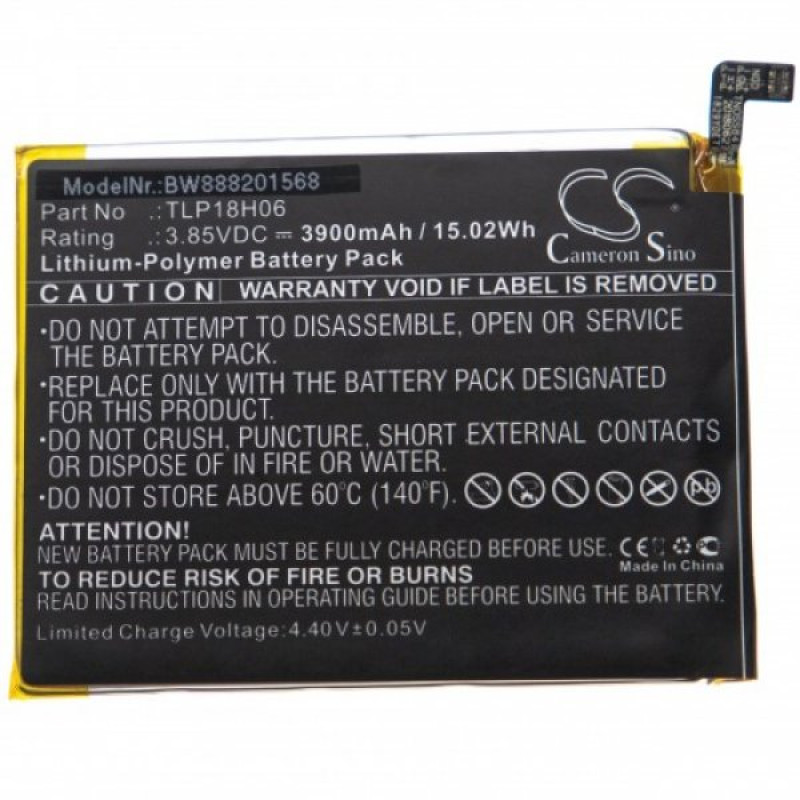 ModelNr.:BW888201568
Part No .: TLP18H06
Rating .: 3.85VDC ⎓ 3900mAh / 15.02Wh
Lithium-Polymer Battery Pack
CS
Cameron Sino
CAUTION WARRANTY VOID IF LABEL IS REMOVED
•DO NOT ATTEMPT TO DISASSEMBLE, OPEN OR SERVICE
THE BATTERY PACK.
•REPLACE ONLY WITH THE BATTERY PACK DESIGNATED
FOR THIS PRODUCT.
•DO NOT CRUSH, PUNCTURE, SHORT EXTERNAL CONTACTS
OR DISPOSE OF IN FIRE OR WATER.
•DO NOT STORE ABOVE 60°C (140°F).
Pb
ATTENTION!
NEW BATTERY PACK MUST BE FULLY CHARGED BEFORE USE.
CE
Made In China
TO REDUCE RISK OF FIRE OR BURNS
READ INSTRUCTIONS IN OPERATING GUIDE BEFORE USING THE BATTERY.
Limited Charge Voltage:4.40V±0.05V